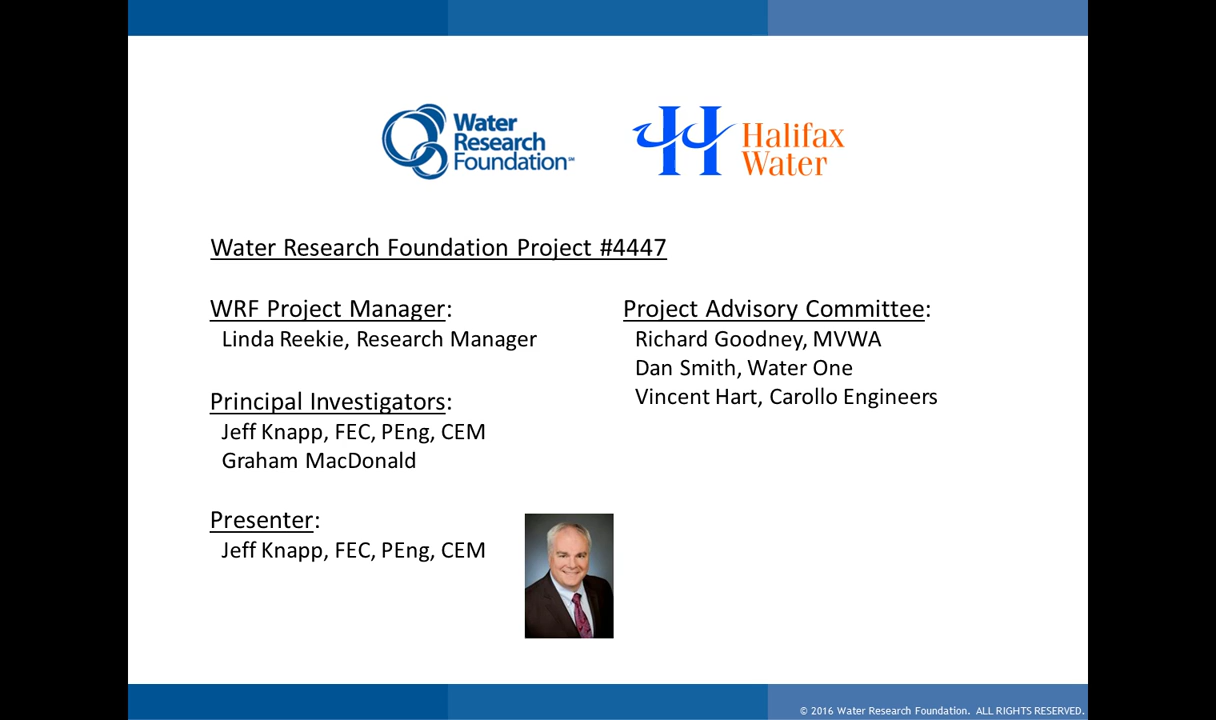 Water
Research
Foundation℠
Halifax
Water
Water Research Foundation Project #4447
WRF Project Manager:
Linda Reekie, Research Manager
Principal Investigators:
Jeff Knapp, FEC, PEng, CEM
Graham MacDonald
Presenter:
Jeff Knapp, FEC, PEng, CEM
Project Advisory Committee:
Richard Goodney, MVWA
Dan Smith, Water One
Vincent Hart, Carollo Engineers
© 2016 Water Research Foundation. ALL RIGHTS RESERVED.